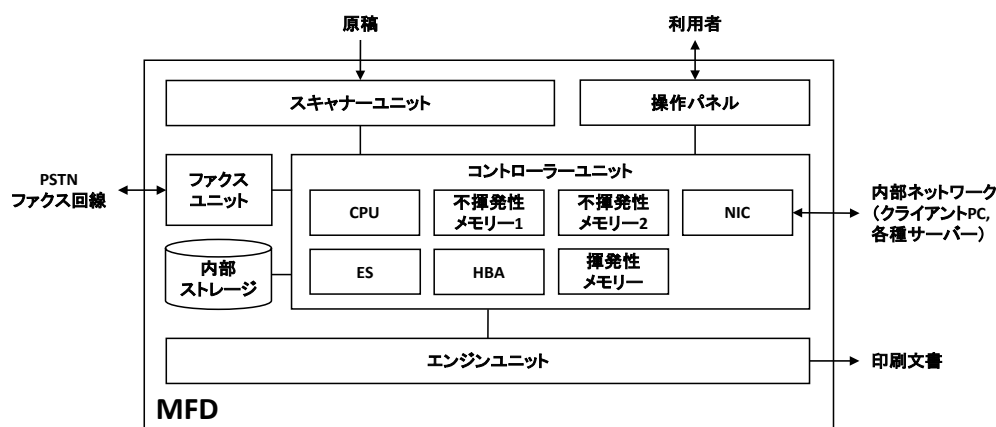 原稿
利用者
スキャナーユニット
操作パネル
コントローラーユニット
PSTN
ファクス回線
ファクス
ユニット
CPU
不揮発性
メモリー1
不揮発性
メモリー2
NIC
内部ネットワーク
（クライアントPC,
各種サーバー）
内部
ストレージ
ES
HBA
揮発性
メモリー
エンジンユニット
印刷文書
MFD